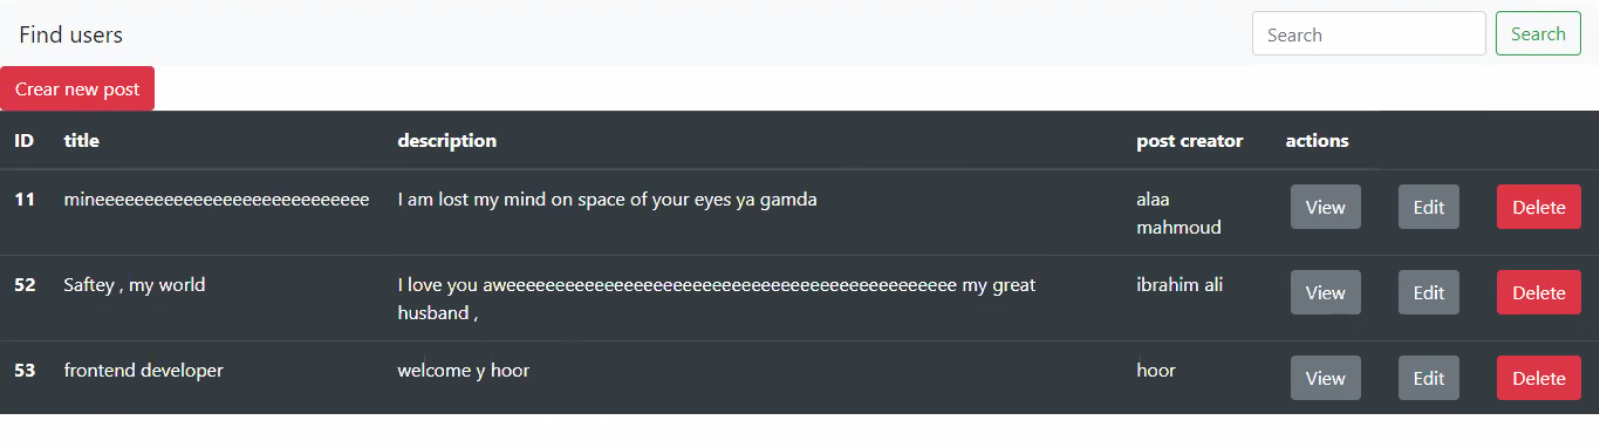 Find users
Search
Search
Crear new post
ID title description post creator actions
11 mineeeeeeeeeeeeeeeeeeeeeeeeeeee I am lost my mind on space of your eyes ya gamda alaa View Edit Delete
mahmoud
52 Saftey , my world I love you aweeeeeeeeeeeeeeeeeeeeeeeeeeeeeeeeeeeeeeeeeeeeee my great ibrahim ali View Edit Delete
husband ,
53 frontend developer welcome y hoor hoor View Edit Delete